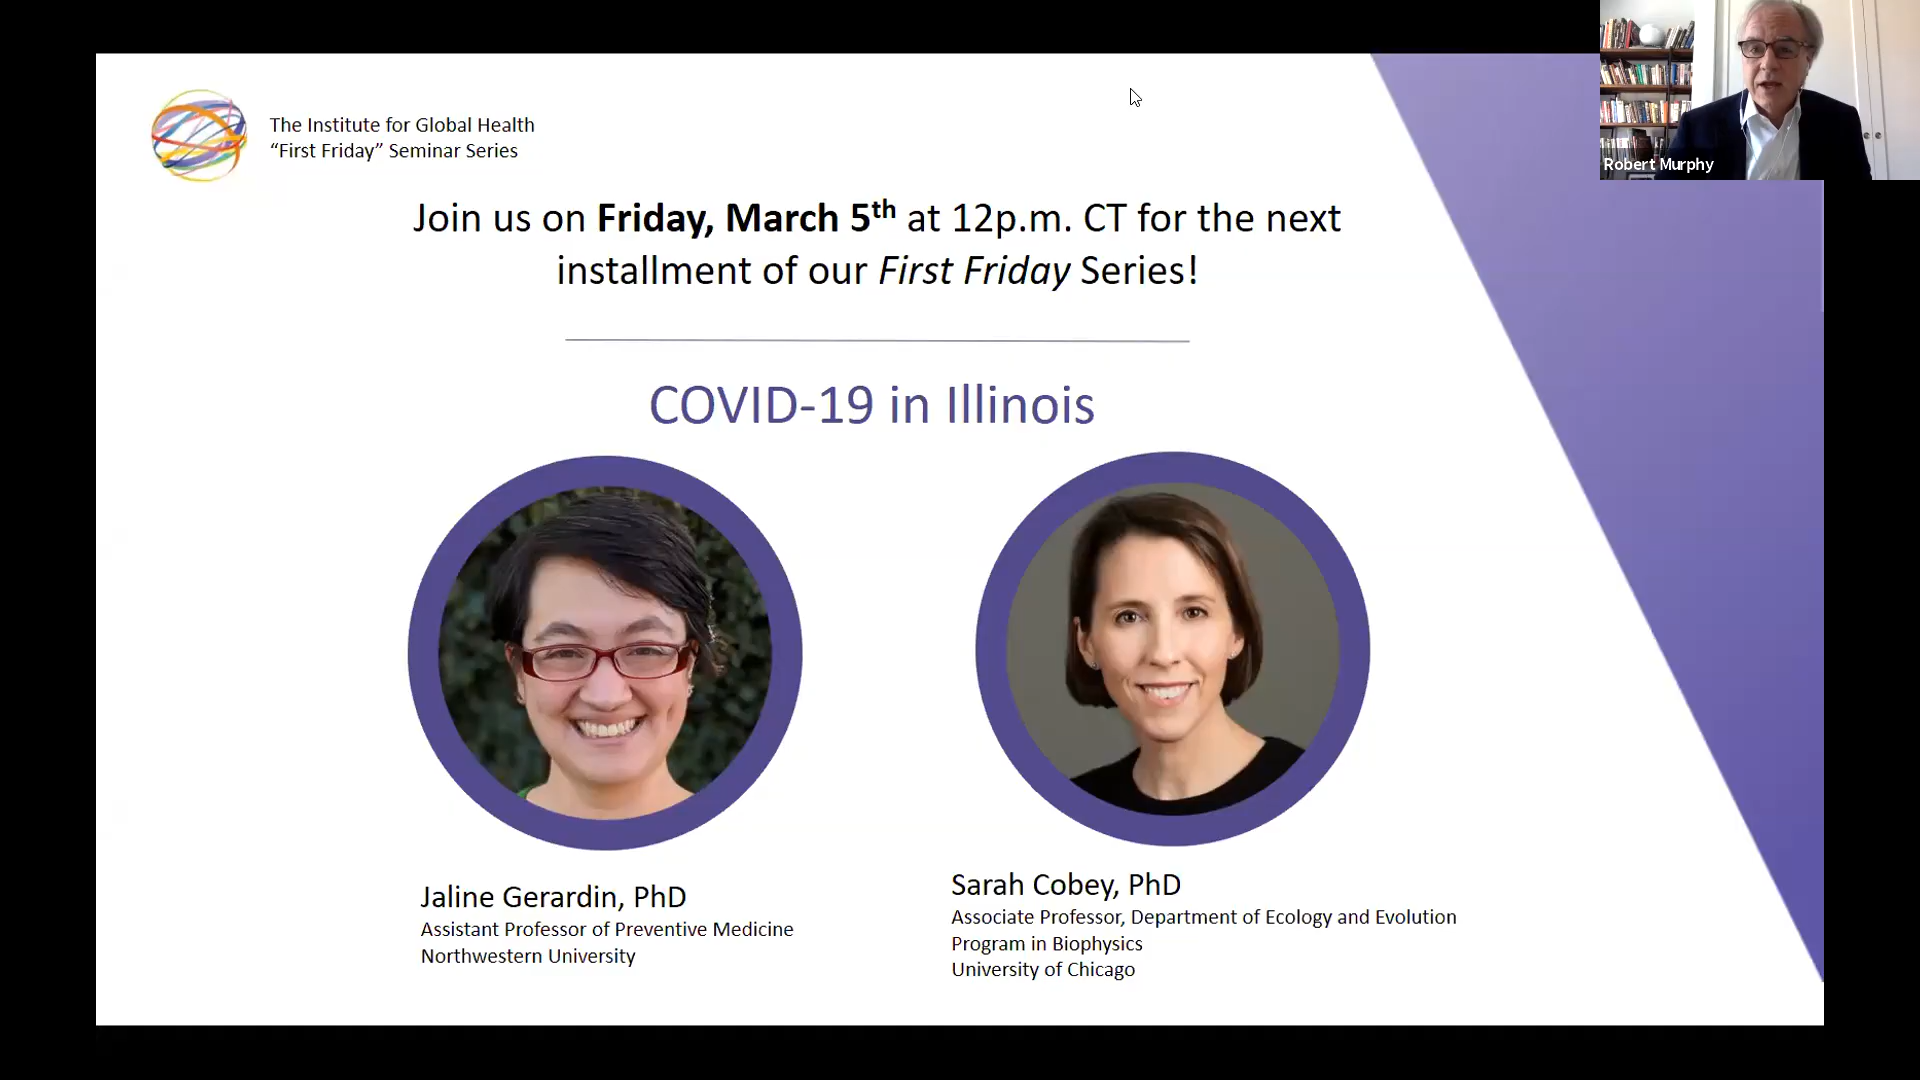 The Institute for Global Health
“First Friday” Seminar Series
Join us on Friday, March 5th at 12p.m. CT for the next
installment of our First Friday Series!
COVID-19 in Illinois
Jaline Gerardin, PhD
Assistant Professor of Preventive Medicine
Northwestern University
Sarah Cobey, PhD
Associate Professor, Department of Ecology and Evolution
Program in Biophysics
University of Chicago
Robert Murphy